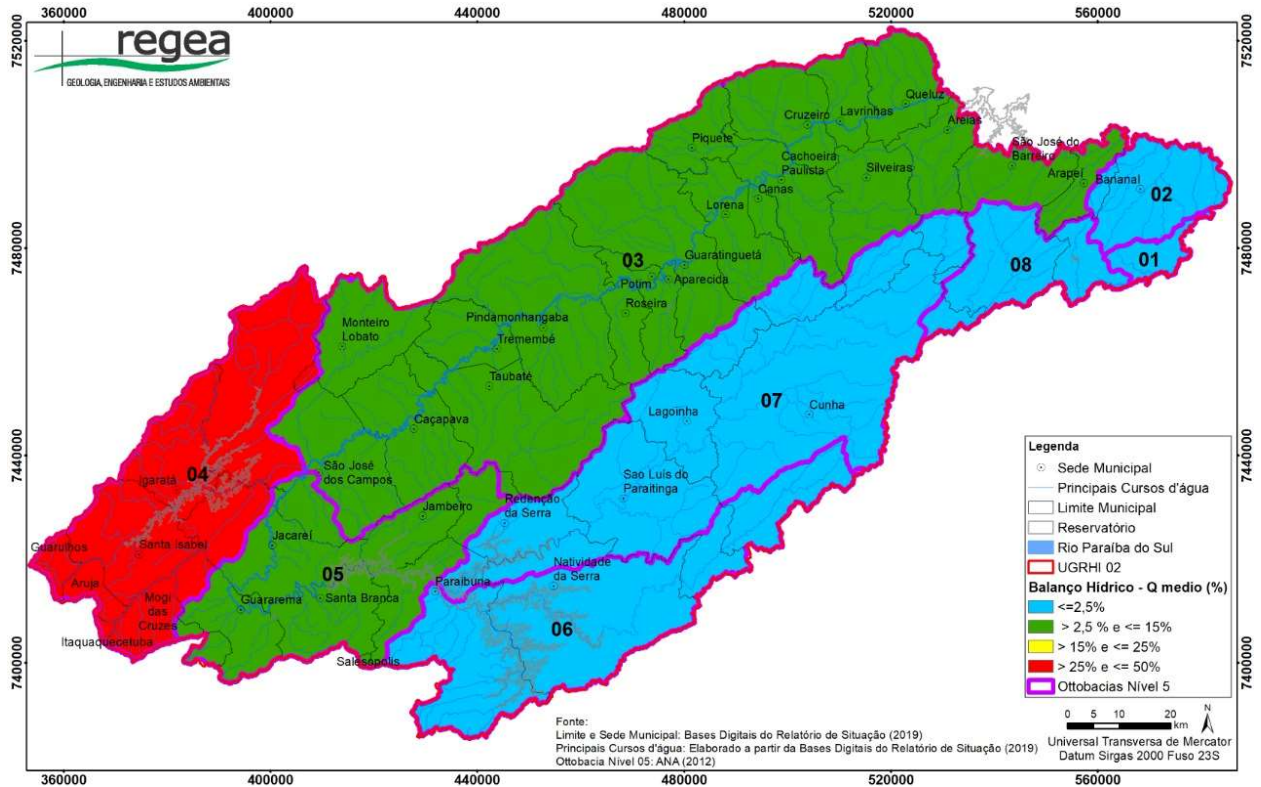 360000 400000 440000 480000 520000 560000
7520000 7520000
regea
GEOLOGIA, ENGENHARIA E ESTUDOS AMBIENTAIS
Queluz
Lavrinhas
Cruzeiro
Areias
Piquete
São José do
Barreiro
Cachoeira
Paulista
Silveiras
Arapeí
Bananal
02
Canas
Lorena
7480000 7480000
03
Guaratinguetá
08
01
Potim
Aparecida
Roseira
Monteiro
Lobato
Pindamonhangaba
Tremembé
Taubaté
07
Lagoinha
Cunha
Caçapava
7440000 7440000
04
Igaratá
São José
dos Campos
Sao Luís do
Paraitinga
Redenção
da Serra
Jambeiro
Jacareí
Guarulhos
Santa Isabel
Natividade
da Serra
05
Paraibuna
Arujá
Mogi
das
Cruzes
Guararema
Santa Branca
06
Itaquaquecetuba
Salesópolis
7400000 7400000
Legenda
Sede Municipal
Principais Cursos d'água
Limite Municipal
Reservatório
Rio Paraíba do Sul
UGRHI 02
Balanço Hídrico - Q medio (%)
<=2,5%
> 2,5 % e <= 15%
> 15% e <= 25%
> 25% e <= 50%
Ottobacias Nível 5
0 5 10 20
km
N
Universal Transversa de Mercator
Datum Sirgas 2000 Fuso 23S
Fonte:
Limite e Sede Municipal: Bases Digitais do Relatório de Situação (2019)
Principais Cursos d'água: Elaborado a partir da Bases Digitais do Relatório de Situação (2019)
Ottobacia Nível 05: ANA (2012)
360000 400000 440000 480000 520000 560000